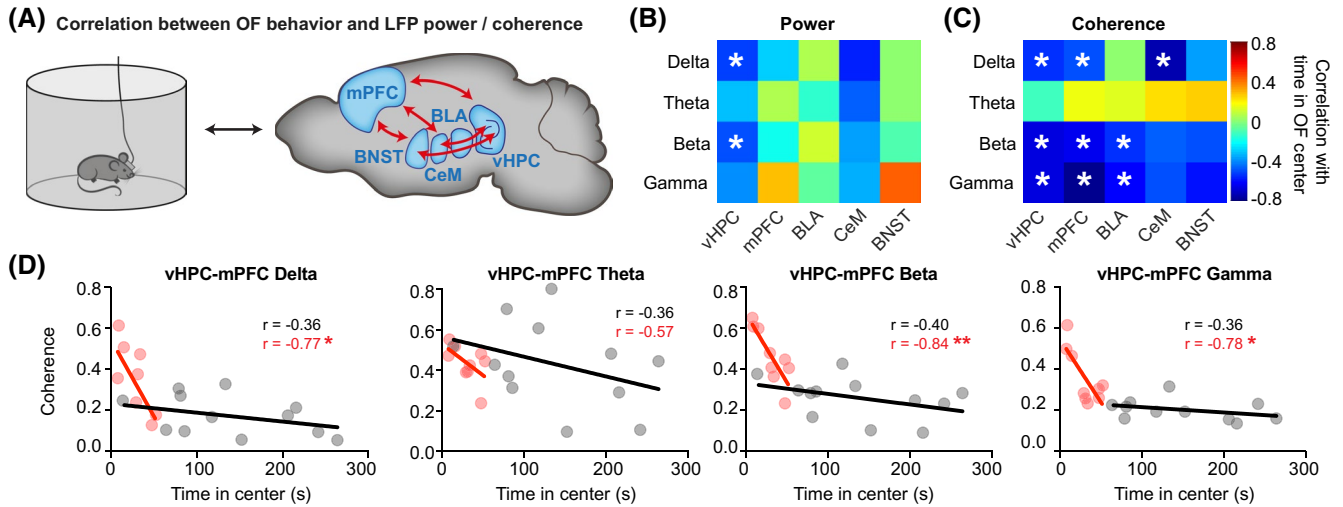 (A) Correlation between OF behavior and LFP power / coherence
mPFC
BLA
BNST
CeM
vHPC
(B) Power
Delta
*
Theta
Beta
*
Gamma
vHPC
mPFC
BLA
CeM
BNST
(C) Coherence
Delta
* * *
Theta
Beta
* * *
Gamma
* * *
vHPC
mPFC
BLA
CeM
BNST
0.8
0.4
0
-0.4
-0.8
Correlation with
time in OF center
(D)
vHPC-mPFC Delta
r = -0.36
r = -0.77 *
Coherence
0.8
0.6
0.4
0.2
0.0
0 100 200 300
Time in center (s)
vHPC-mPFC Theta
r = -0.36
r = -0.57
0.8
0.6
0.4
0.2
0.0
0 100 200 300
Time in center (s)
vHPC-mPFC Beta
r = -0.40
r = -0.84 **
0.8
0.6
0.4
0.2
0.0
0 100 200 300
Time in center (s)
vHPC-mPFC Gamma
r = -0.36
r = -0.78 *
0.8
0.6
0.4
0.2
0.0
0 100 200 300
Time in center (s)